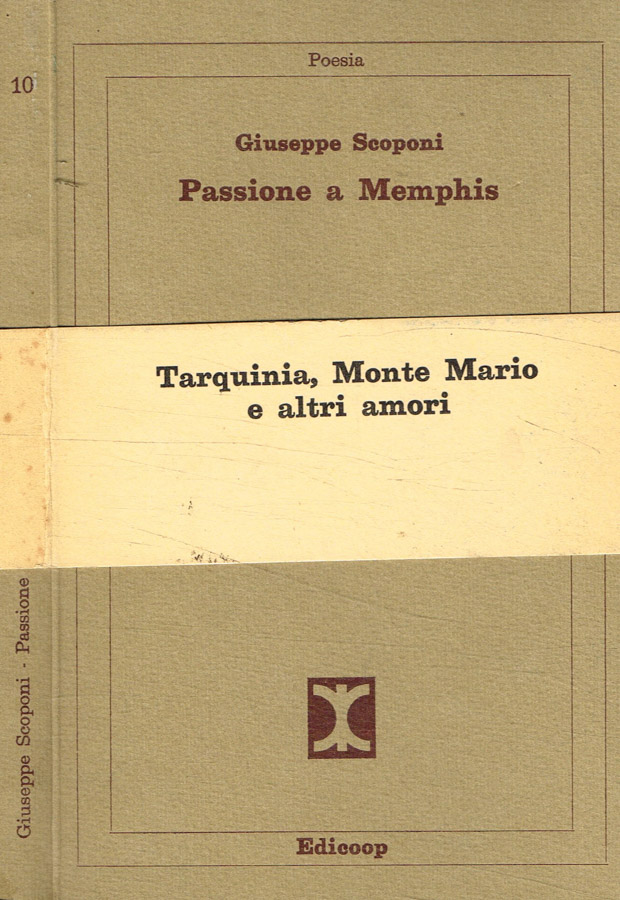 10
Poesia
Giuseppe Scoponi
Passione a Memphis
Tarquinia, Monte Mario
e altri amori
Giuseppe Scoponi - Passione
Edicoop